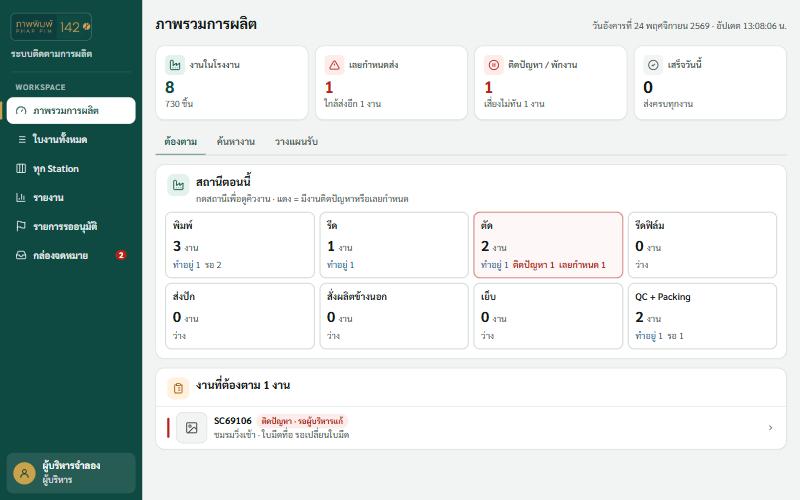 ภาพพิมพ์
PHAP PIM
142
ระบบติดตามการผลิต
WORKSPACE
ภาพรวมการผลิต
ใบงานทั้งหมด
ทุก Station
รายงาน
รายการรออนุมัติ
กล่องจดหมาย 2
ผู้บริหารจำลอง
ผู้บริหาร
ภาพรวมการผลิต
วันอังคารที่ 24 พฤศจิกายน 2569 · อัปเดต 13:08:06 น.
งานในโรงงาน
8
730 ชิ้น
เลยกำหนดส่ง
1
ใกล้ส่งอีก 1 งาน
ติดปัญหา / พักงาน
1
เสี่ยงไม่ทัน 1 งาน
เสร็จวันนี้
0
ส่งครบทุกงาน
ต้องตาม ค้นหางาน วางแผนรับ
สถานีตอนนี้
กดสถานีเพื่อดูคิวงาน · แดง = มีงานติดปัญหาหรือเลยกำหนด
พิมพ์
3 งาน
ทำอยู่ 1 รอ 2
รีด
1 งาน
ทำอยู่ 1
ตัด
2 งาน
ทำอยู่ 1 ติดปัญหา 1 เลยกำหนด 1
รีดฟิล์ม
0 งาน
ว่าง
ส่งปัก
0 งาน
ว่าง
สั่งผลิตข้างนอก
0 งาน
ว่าง
เย็บ
0 งาน
ว่าง
QC + Packing
2 งาน
ทำอยู่ 1 รอ 1
งานที่ต้องตาม 1 งาน
SC69106 ติดปัญหา · รอผู้บริหารแก้
ชมรมวิ่งเช้า · ใบมีดทื่อ รอเปลี่ยนใบมีด